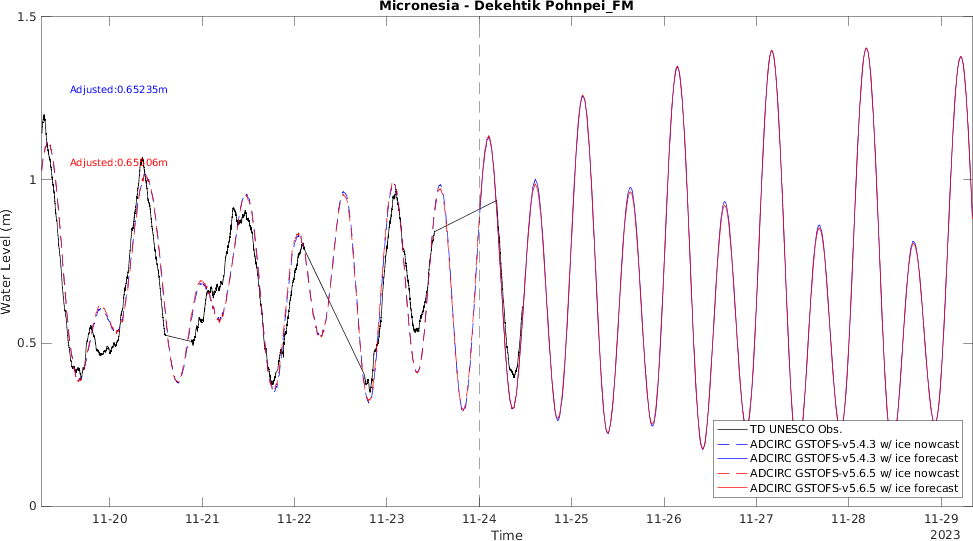 Micronesia - Dekehtik Pohnpei_FM
1.5
1
0.5
0
Water Level (m)
Adjusted:0.65235m
11-20
11-21
11-22
11-23
11-24
11-25
11-26
11-27
11-28
11-29
2023
Time
TD UNESCO Obs.
ADCIRC GSTOFS-v5.4.3 w/ ice nowcast
ADCIRC GSTOFS-v5.4.3 w/ ice forecast
ADCIRC GSTOFS-v5.6.5 w/ ice nowcast
ADCIRC GSTOFS-v5.6.5 w/ ice forecast